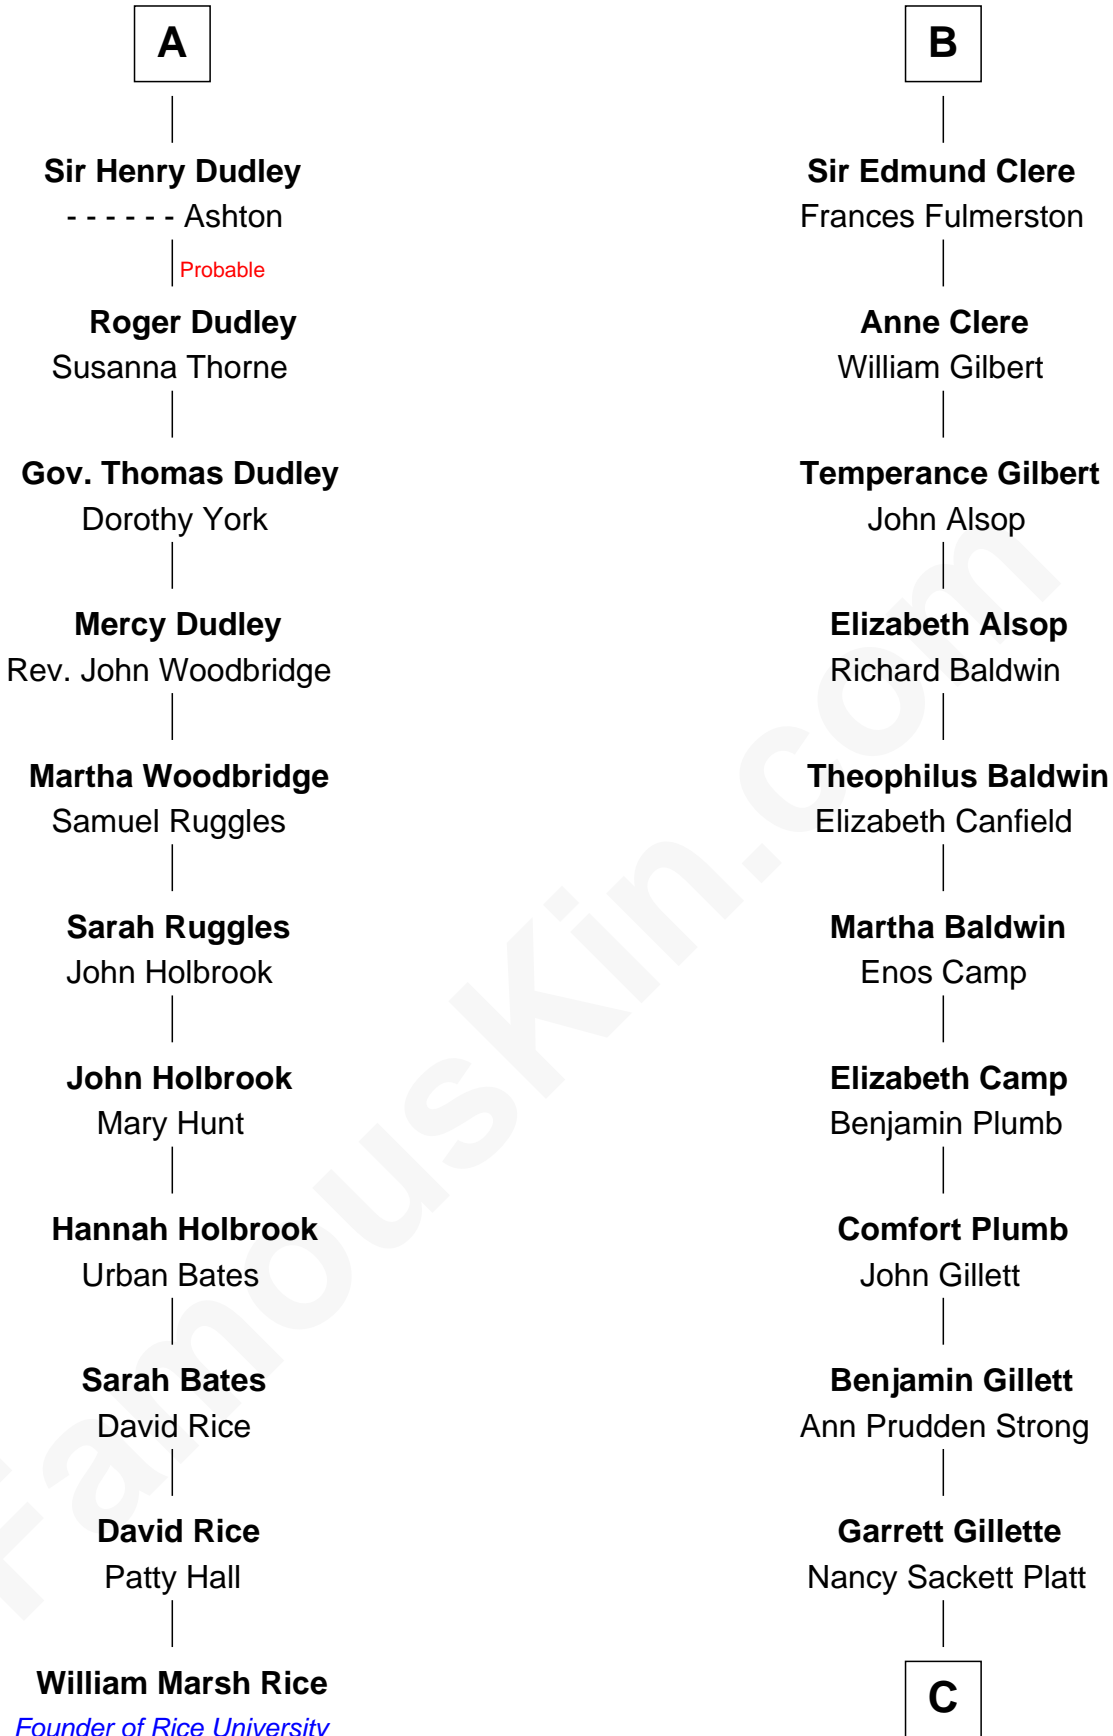 A
Sir Henry Dudley
- - - - - - Ashton
Probable
Roger Dudley
Susanna Thorne
Gov. Thomas Dudley
Dorothy York
Mercy Dudley
Rev. John Woodbridge
Martha Woodbridge
Samuel Ruggles
Sarah Ruggles
John Holbrook
John Holbrook
Mary Hunt
Hannah Holbrook
Urban Bates
Sarah Bates
David Rice
David Rice
Patty Hall
William Marsh Rice
Founder of Rice University
B
Sir Edmund Clere
Frances Fulmerston
Anne Clere
William Gilbert
Temperance Gilbert
John Alsop
Elizabeth Alsop
Richard Baldwin
Theophilus Baldwin
Elizabeth Canfield
Martha Baldwin
Enos Camp
Elizabeth Camp
Benjamin Plumb
Comfort Plumb
John Gillett
Benjamin Gillett
Ann Prudden Strong
Garrett Gillette
Nancy Sackett Platt
C
FamousKin.com